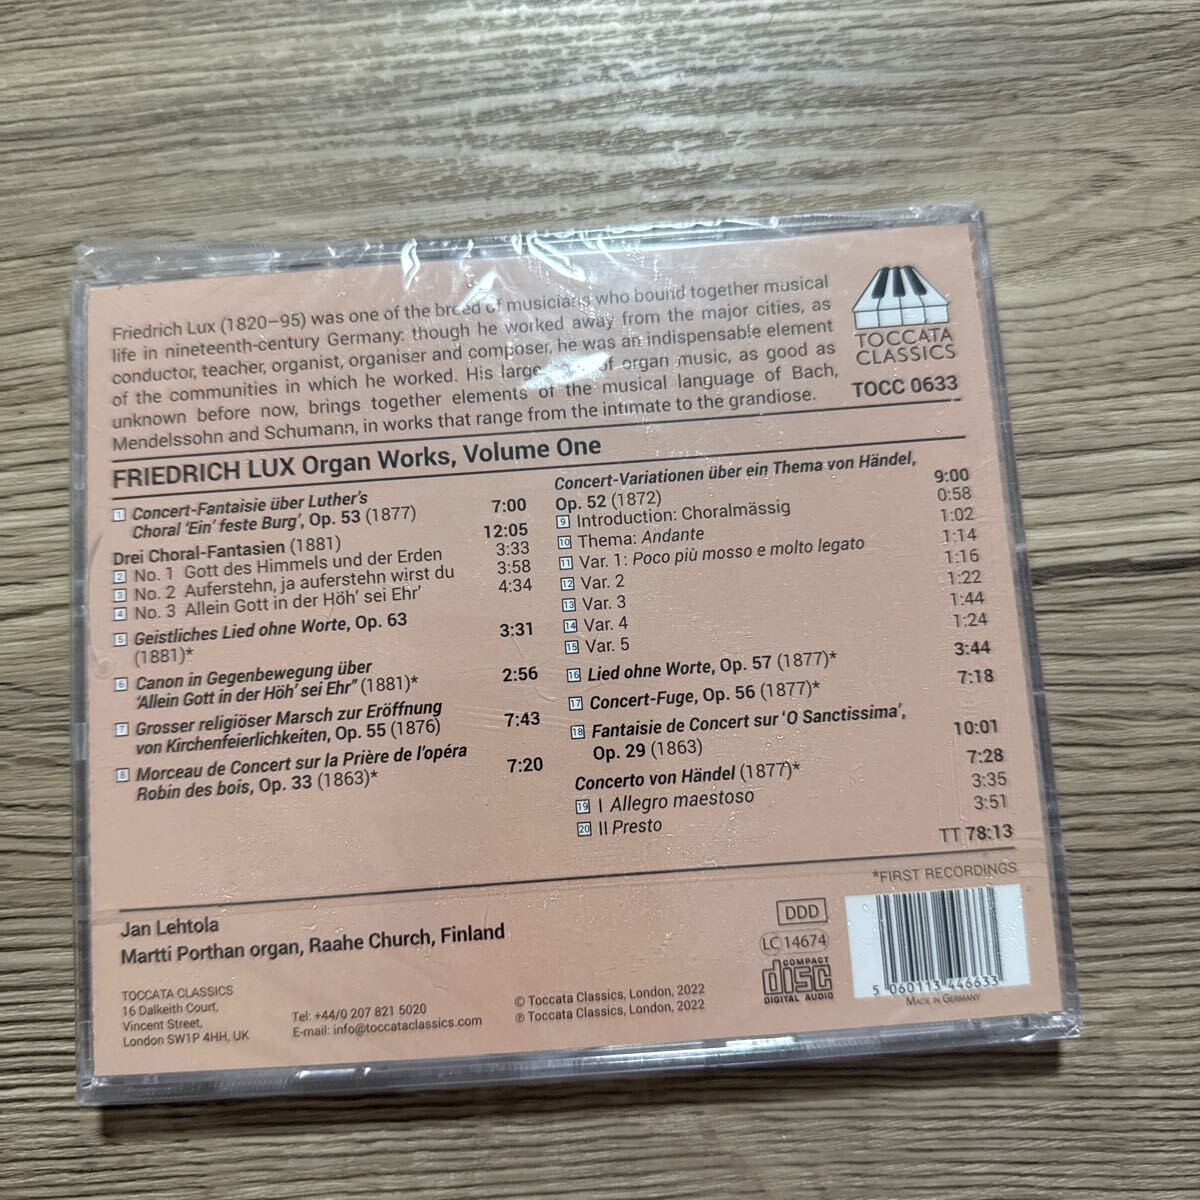 Friedrich Lux (1820–95) was one of the breed of musicians who bound together musical
life in nineteenth-century Germany: though he worked away from the major cities, as
conductor, teacher, organist, organiser and composer, he was an indispensable element
of the communities in which he worked. His large of organ music, as good as
unknown before now, brings together elements of the musical language of Bach,
Mendelssohn and Schumann, in works that range from the intimate to the grandiose.
TOCCATA
CLASSICS
TOCC 0633
FRIEDRICH LUX Organ Works, Volume One
1 Concert-Fantaisie über Luther's
Choral 'Ein' feste Burg', Op. 53 (1877) 7:00
Drei Choral-Fantasien (1881) 12:05
2 No. 1 Gott des Himmels und der Erden 3:33
3 No. 2 Auferstehn, ja auferstehn wirst du 3:58
4 No. 3 Allein Gott in der Höh' sei Ehr' 4:34
5 Geistliches Lied ohne Worte, Op. 63
(1881)* 3:31
6 Canon in Gegenbewegung über
'Allein Gott in der Höh' sei Ehr'' (1881)* 2:56
7 Grosser religiöser Marsch zur Eröffnung
von Kirchenfeierlichkeiten, Op. 55 (1876) 7:43
8 Morceau de Concert sur la Prière de l'opéra
Robin des bois, Op. 33 (1863)* 7:20
Concert-Variationen über ein Thema von Händel,
Op. 52 (1872) 9:00
9 Introduction: Choralmässig 0:58
10 Thema: Andante 1:02
11 Var. 1: Poco più mosso e molto legato 1:14
12 Var. 2 1:16
13 Var. 3 1:22
14 Var. 4 1:44
15 Var. 5 1:24
16 Lied ohne Worte, Op. 57 (1877)* 3:44
17 Concert-Fuge, Op. 56 (1877)* 7:18
18 Fantaisie de Concert sur 'O Sanctissima',
Op. 29 (1863) 10:01
Concerto von Händel (1877)* 7:28
19 I Allegro maestoso 3:35
20 II Presto 3:51
TT 78:13
*FIRST RECORDINGS
Jan Lehtola
Martti Porthan organ, Raahe Church, Finland
TOCCATA CLASSICS
16 Dalkeith Court,
Vincent Street,
London SW1P 4HH, UK
Tel: +44/0 207 821 5020
E-mail: info@toccataclassics.com
© Toccata Classics, London, 2022
℗ Toccata Classics, London, 2022
DDD
LC 14674
COMPACT
disc
DIGITAL AUDIO
5 060113 446633
MADE IN GERMANY